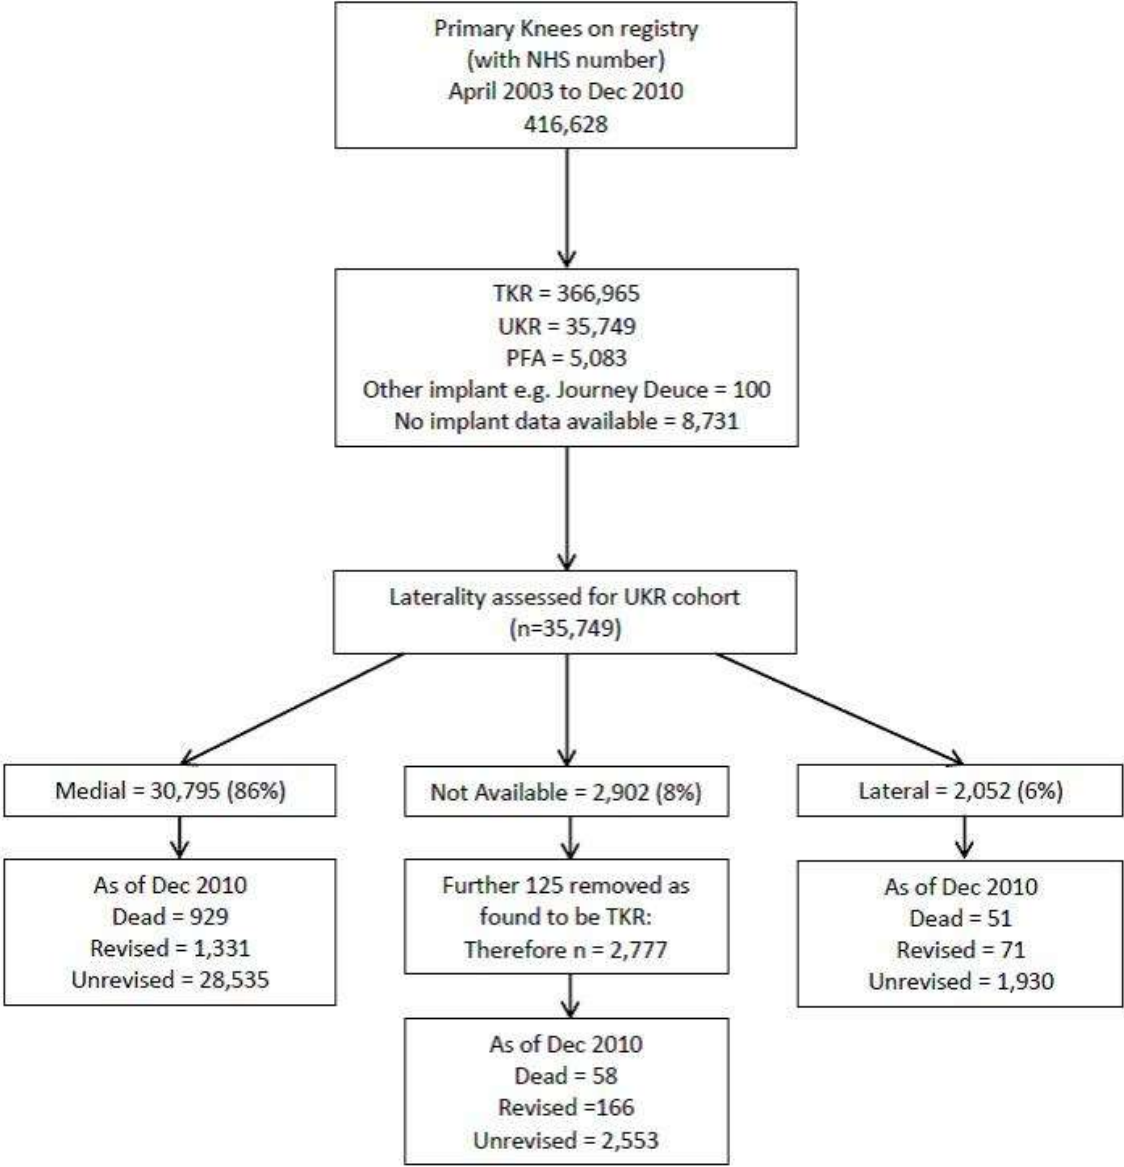 Primary Knees on registry
(with NHS number)
April 2003 to Dec 2010
416,628
TKR = 366,965
UKR = 35,749
PFA = 5,083
Other implant e.g. Journey Deuce = 100
No implant data available = 8,731
Laterality assessed for UKR cohort
(n=35,749)
Medial = 30,795 (86%)
Not Available = 2,902 (8%)
Lateral = 2,052 (6%)
As of Dec 2010
Dead = 929
Revised = 1,331
Unrevised = 28,535
Further 125 removed as
found to be TKR:
Therefore n = 2,777
As of Dec 2010
Dead = 51
Revised = 71
Unrevised = 1,930
As of Dec 2010
Dead = 58
Revised =166
Unrevised = 2,553